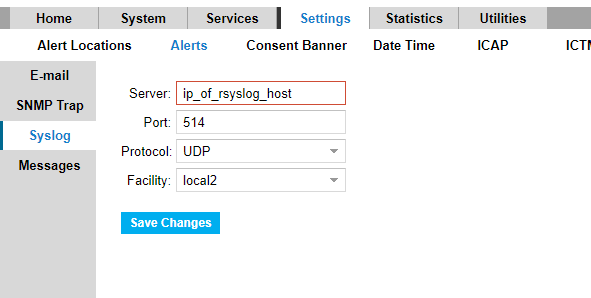 Home System Services Settings Statistics Utilities
Alert Locations Alerts Consent Banner Date Time ICAP ICTM
E-mail
SNMP Trap
Syslog
Messages
Server: ip_of_rsyslog_host
Port: 514
Protocol: UDP
Facility: local2
Save Changes